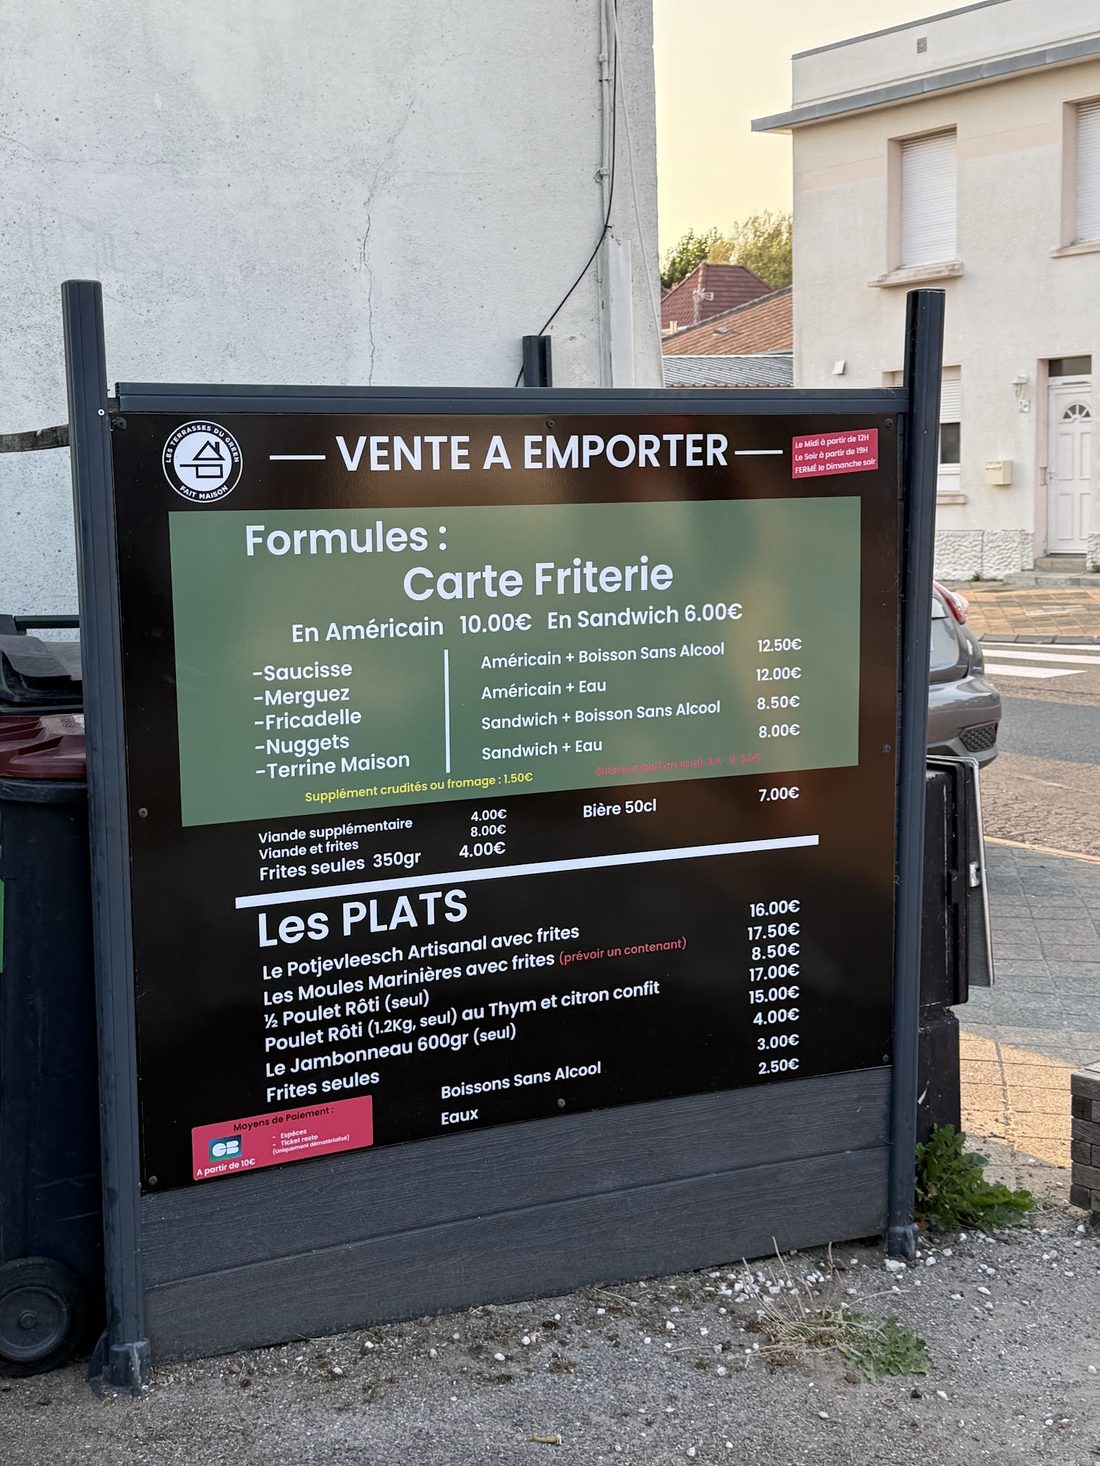 LES TERRASSES DU GREEN
FAIT MAISON
VENTE A EMPORTER
Le Midi à partir de 12H
Le Soir à partir de 19H
FERMÉ le Dimanche soir
Formules :
Carte Friterie
En Américain 10.00€ En Sandwich 6.00€
-Saucisse
-Merguez
-Fricadelle
-Nuggets
-Terrine Maison
Américain + Boisson Sans Alcool 12.50€
Américain + Eau 12.00€
Sandwich + Boisson Sans Alcool 8.50€
Sandwich + Eau 8.00€
Supplément crudités ou fromage : 1.50€
Viande supplémentaire 4.00€
Viande et frites 8.00€
Frites seules 350gr 4.00€
Bière 50cl 7.00€
Les PLATS
Le Potjevleesch Artisanal avec frites 16.00€
Les Moules Marinières avec frites (prévoir un contenant) 17.50€
½ Poulet Rôti (seul) 8.50€
Poulet Rôti (1.2Kg, seul) au Thym et citron confit 17.00€
Le Jambonneau 600gr (seul) 15.00€
Frites seules 4.00€
Boissons Sans Alcool 3.00€
Eaux 2.50€
Moyens de Paiement :
CB
A partir de 10€
- Espèces
- Ticket resto
(Uniquement dématérialisé)